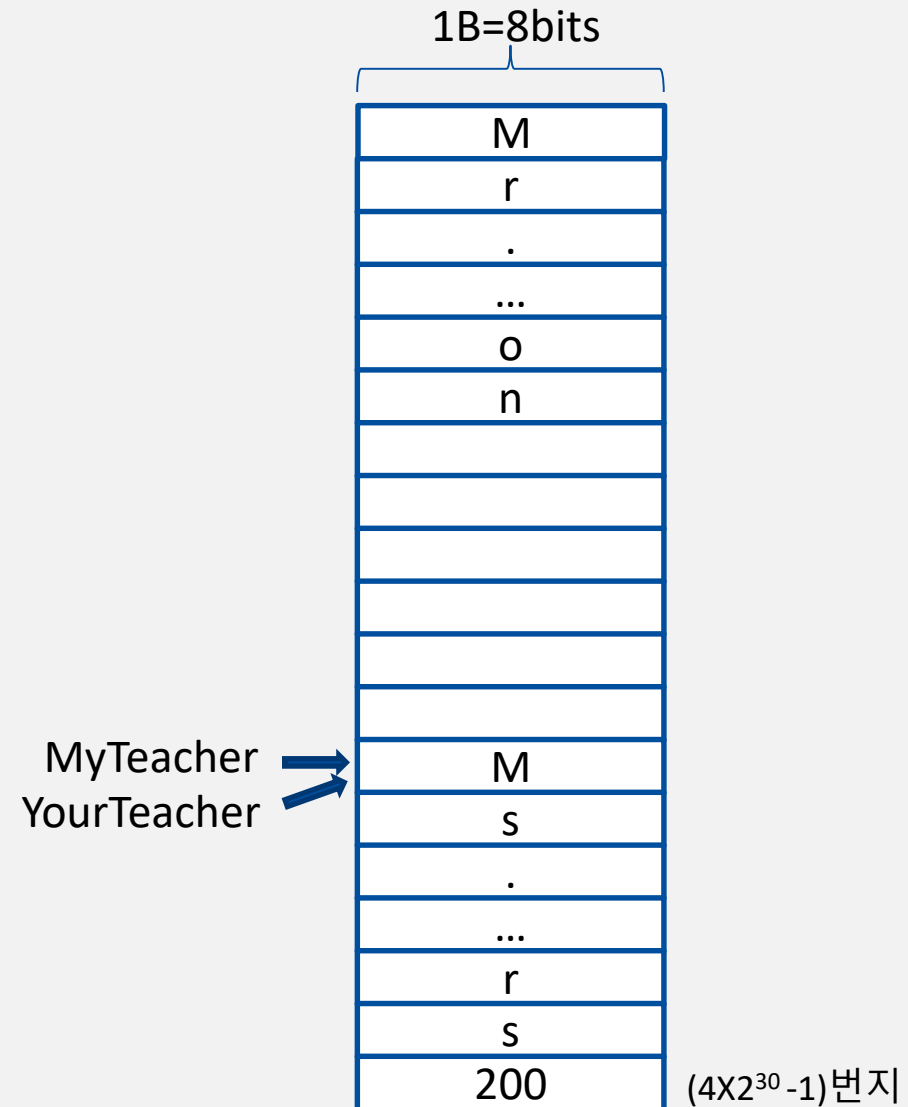 1B=8bits
M
r
.
...
o
n
MyTeacher
M
YourTeacher
s
.
...
r
s
200
(4X2³⁰ -1)번지